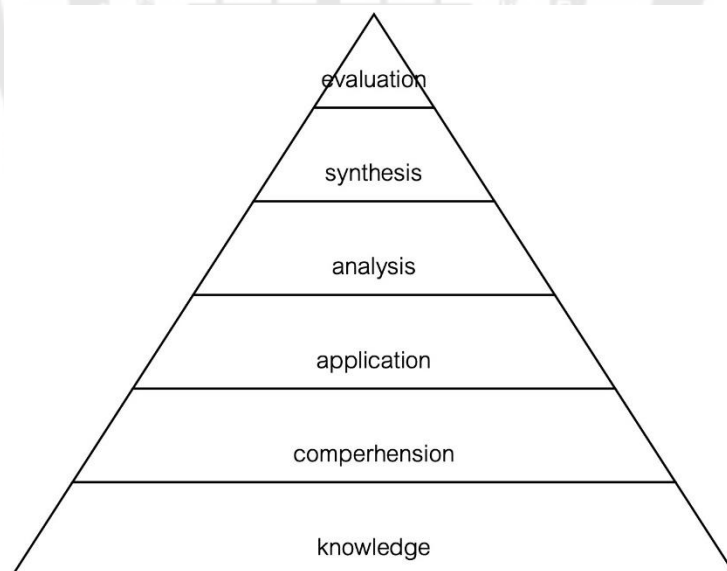 evaluation
synthesis
analysis
application
comperhension
knowledge